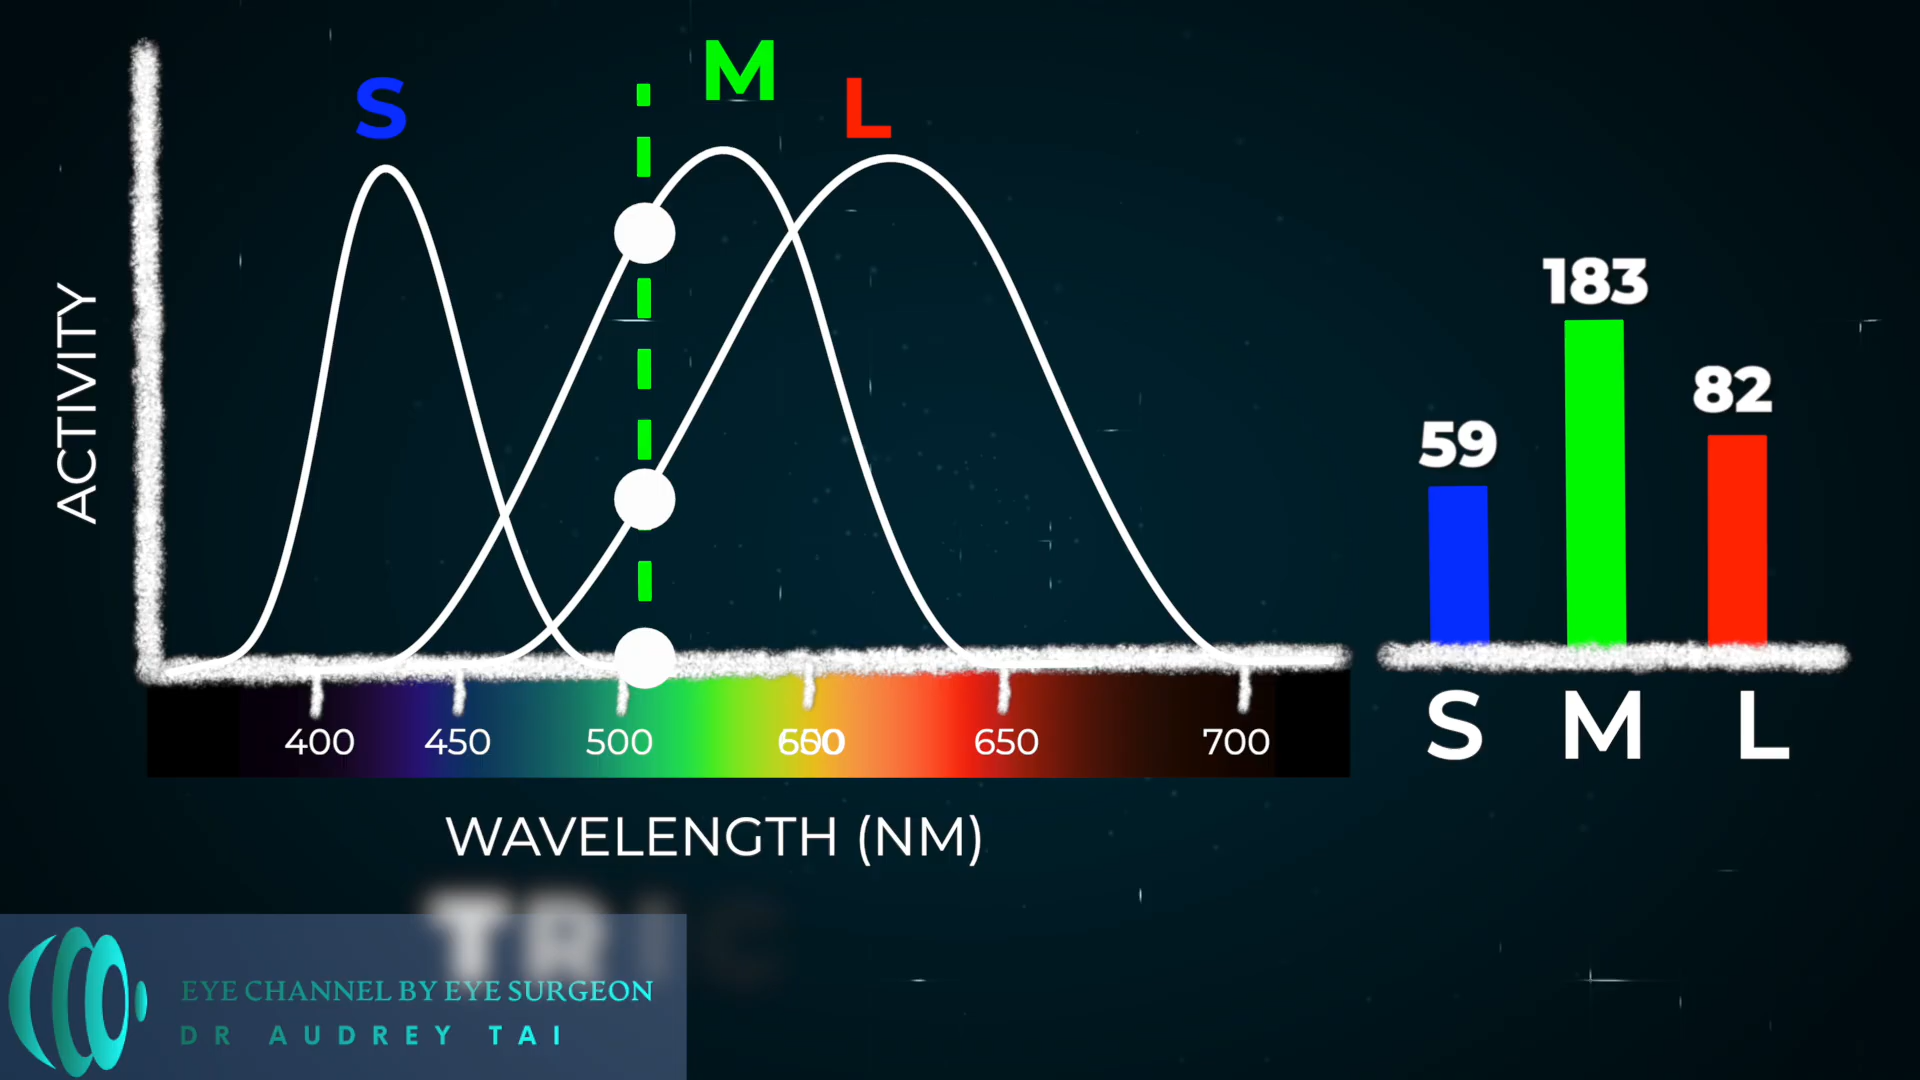 S
M
L
ACTIVITY
183
82
59
400 450 500 650 700
S M L
WAVELENGTH (NM)
TRIC
EYE CHANNEL BY EYE SURGEON
DR AUDREY TAI